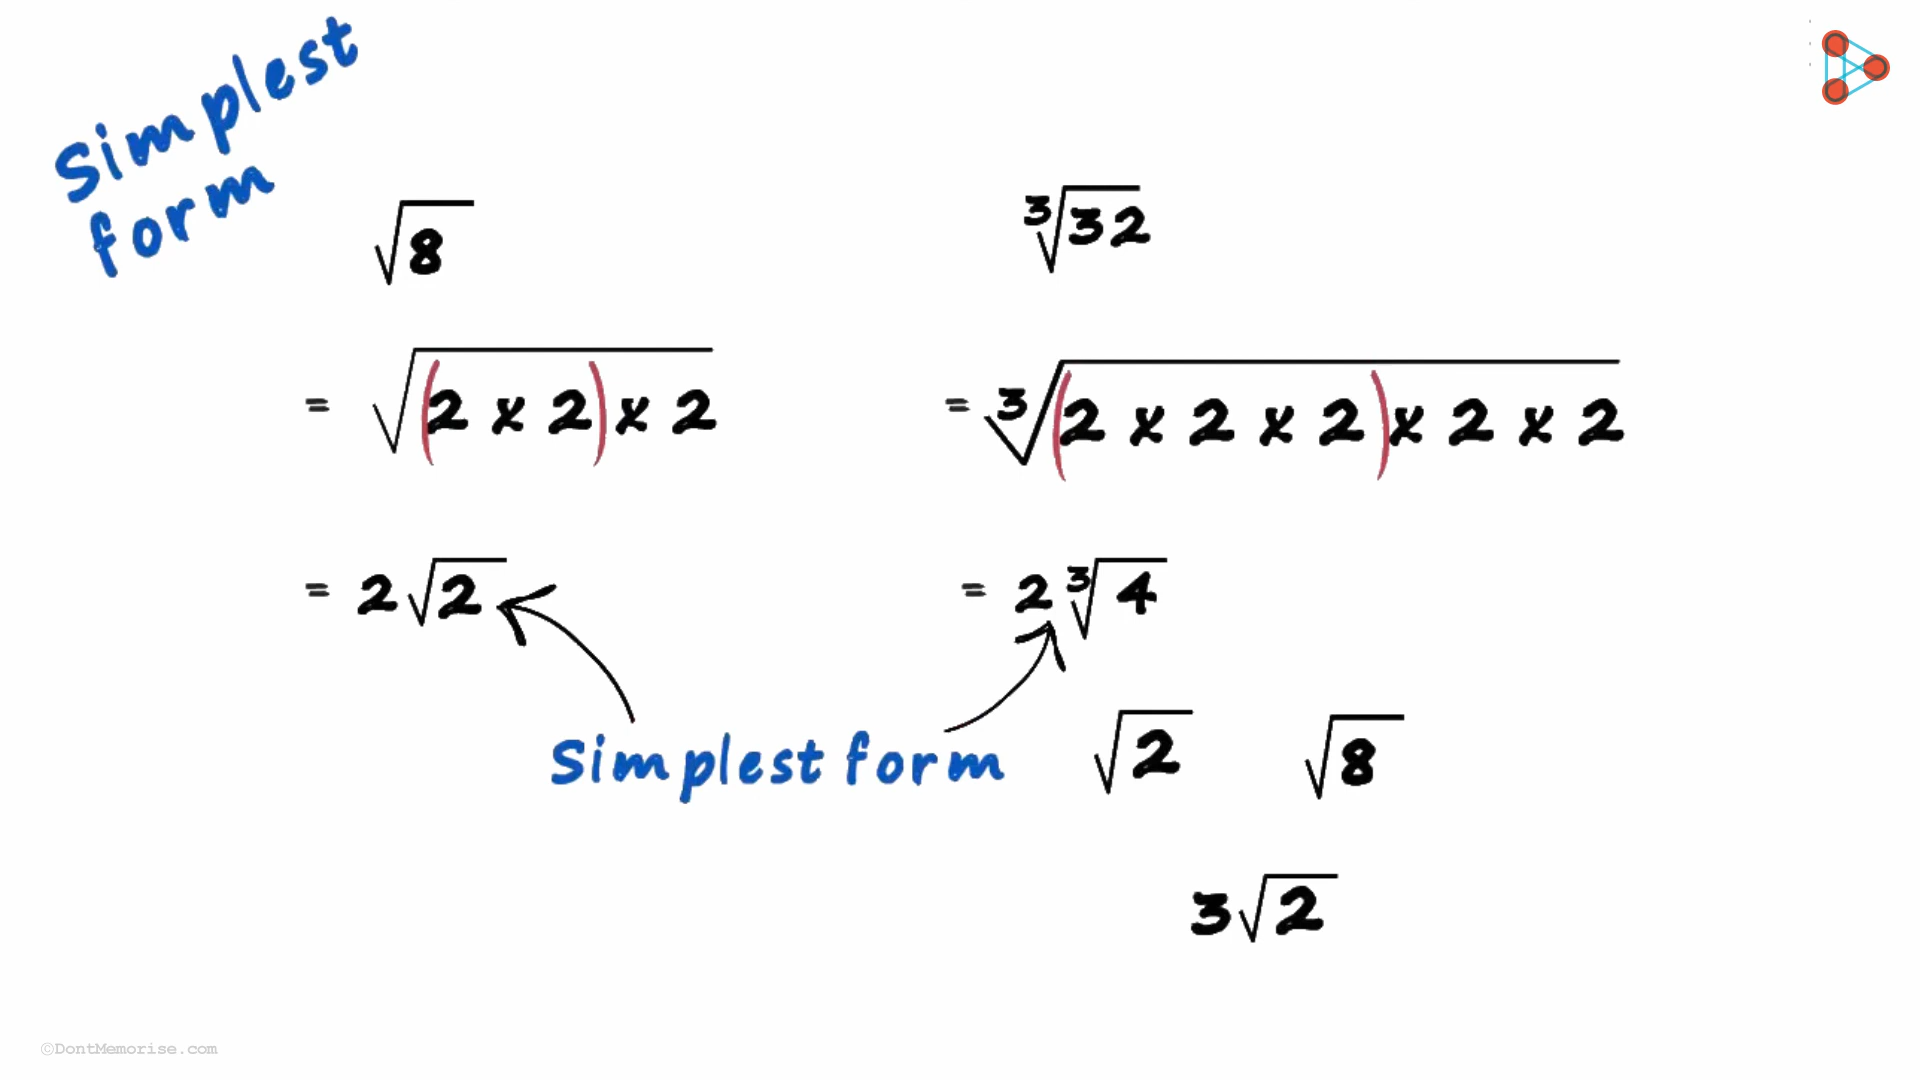 Simplest
form
√8
= √(2 x 2) x 2
= 2√2
∛32
= ∛(2 x 2 x 2) x 2 x 2
= 2∛4
Simplest form
√2 √8
3√2
©DontMemorise.com